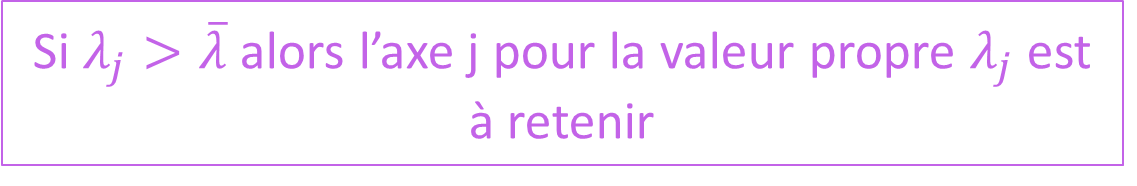 Si λⱼ > λ̄ alors l’axe j pour la valeur propre λⱼ est
à retenir